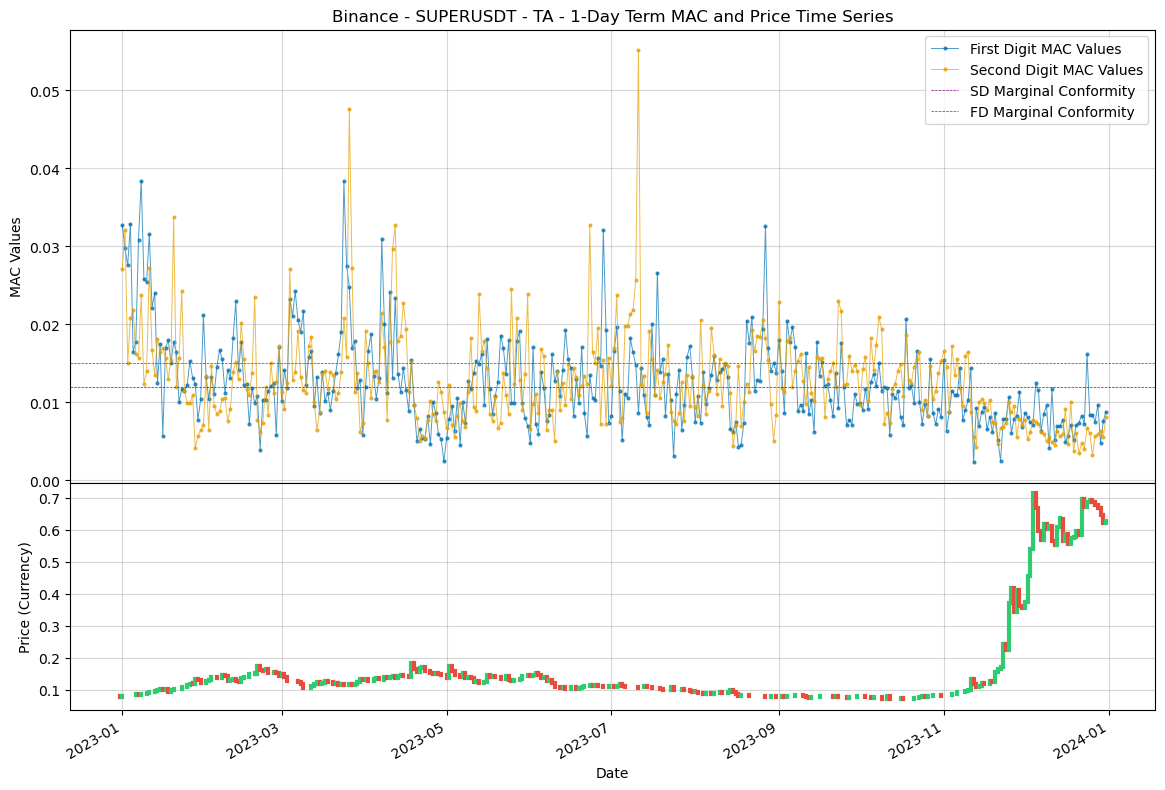 Binance - SUPERUSDT - TA - 1-Day Term MAC and Price Time Series
First Digit MAC Values
Second Digit MAC Values
SD Marginal Conformity
FD Marginal Conformity
MAC Values
0.05
0.04
0.03
0.02
0.01
0.00
Price (Currency)
0.7
0.6
0.5
0.4
0.3
0.2
0.1
2023-01
2023-03
2023-05
2023-07
2023-09
2023-11
2024-01
Date